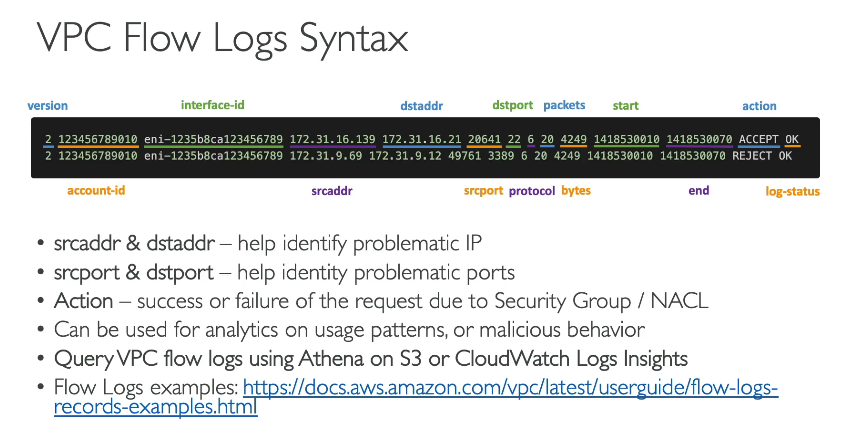 VPC Flow Logs Syntax
version interface-id dstaddr dstport packets start action
2 123456789010 eni-1235b8ca123456789 172.31.16.139 172.31.16.21 20641 22 6 20 4249 1418530010 1418530070 ACCEPT OK
2 123456789010 eni-1235b8ca123456789 172.31.9.69 172.31.9.12 49761 3389 6 20 4249 1418530010 1418530070 REJECT OK
account-id srcaddr srcport protocol bytes end log-status
• srcaddr & dstaddr – help identify problematic IP
• srcport & dstport – help identity problematic ports
• Action – success or failure of the request due to Security Group / NACL
• Can be used for analytics on usage patterns, or malicious behavior
• Query VPC flow logs using Athena on S3 or CloudWatch Logs Insights
• Flow Logs examples: https://docs.aws.amazon.com/vpc/latest/userguide/flow-logs-
records-examples.html